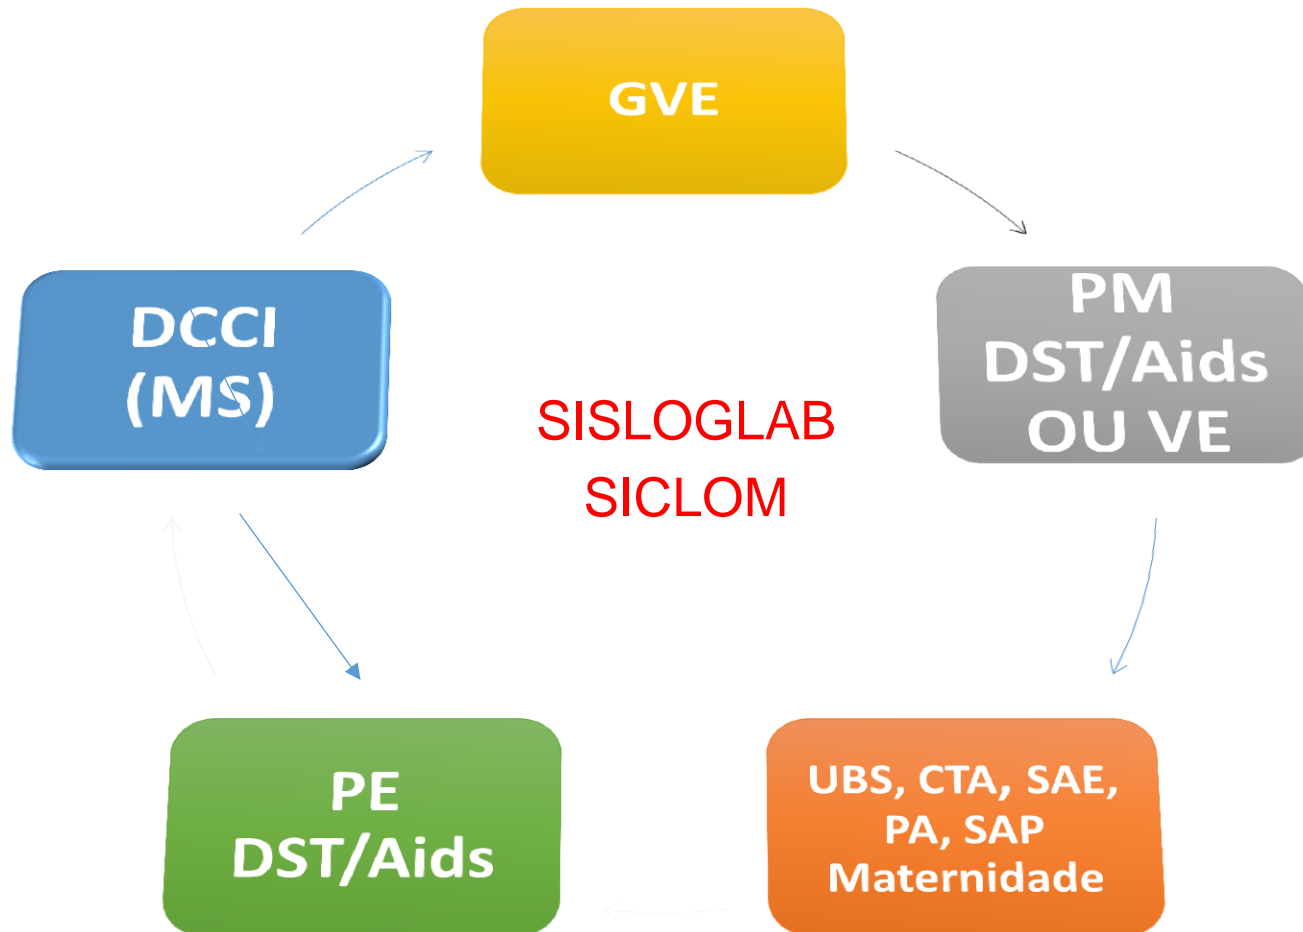 GVE
DCCI
(MS)
PM
DST/Aids
OU VE
SISLOGLAB
SICLOM
PE
DST/Aids
UBS, CTA, SAE,
PA, SAP
Maternidade